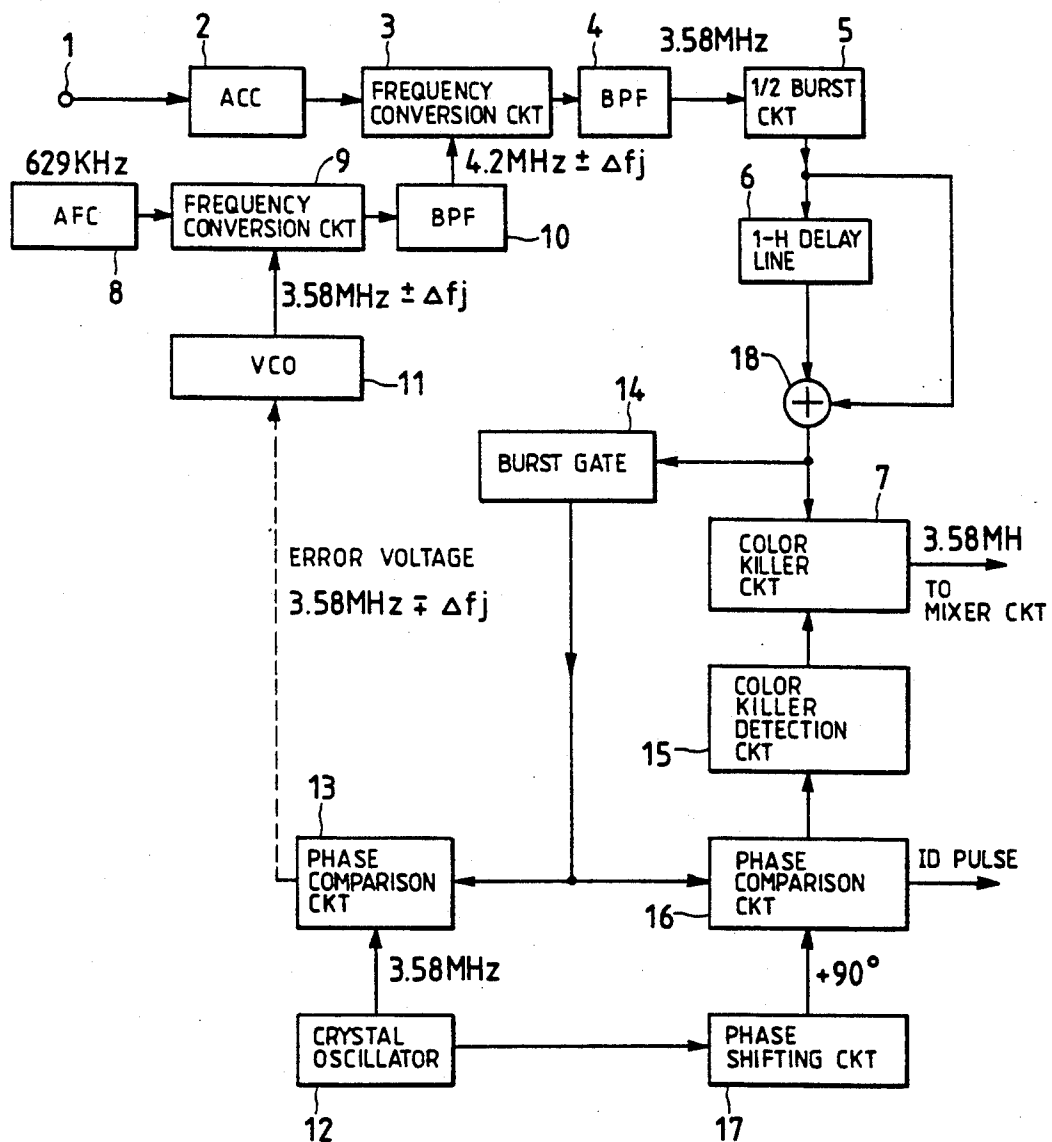 1
2
3
4
3.58MHz
5
ACC
FREQUENCY
CONVERSION CKT
BPF
1/2 BURST
CKT
629KHz
9
4.2MHz ± Δfj
6
AFC
FREQUENCY
CONVERSION CKT
BPF
10
1-H DELAY
LINE
8
3.58MHz ± Δfj
VCO
11
18
+
14
BURST GATE
7
ERROR VOLTAGE
3.58MHz ∓ Δfj
COLOR
KILLER
CKT
3.58MH
TO
MIXER CKT
COLOR
KILLER
DETECTION
CKT
15
13
PHASE
COMPARISON
CKT
PHASE
COMPARISON
CKT
16
ID PULSE
3.58MHz
+90°
CRYSTAL
OSCILLATOR
PHASE
SHIFTING CKT
12
17